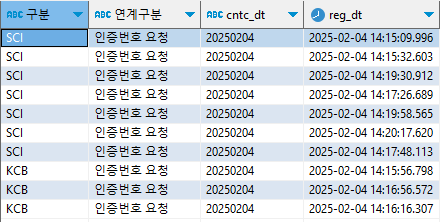 ABC 구분 ABC 연계구분 ABC cntc_dt reg_dt
SCI 인증번호 요청 20250204 2025-02-04 14:15:09.996
SCI 인증번호 요청 20250204 2025-02-04 14:15:32.603
SCI 인증번호 요청 20250204 2025-02-04 14:19:30.912
SCI 인증번호 요청 20250204 2025-02-04 14:17:26.689
SCI 인증번호 요청 20250204 2025-02-04 14:19:58.565
SCI 인증번호 요청 20250204 2025-02-04 14:20:17.620
SCI 인증번호 요청 20250204 2025-02-04 14:17:48.113
KCB 인증번호 요청 20250204 2025-02-04 14:15:56.798
KCB 인증번호 요청 20250204 2025-02-04 14:16:56.572
KCB 인증번호 요청 20250204 2025-02-04 14:16:16.307